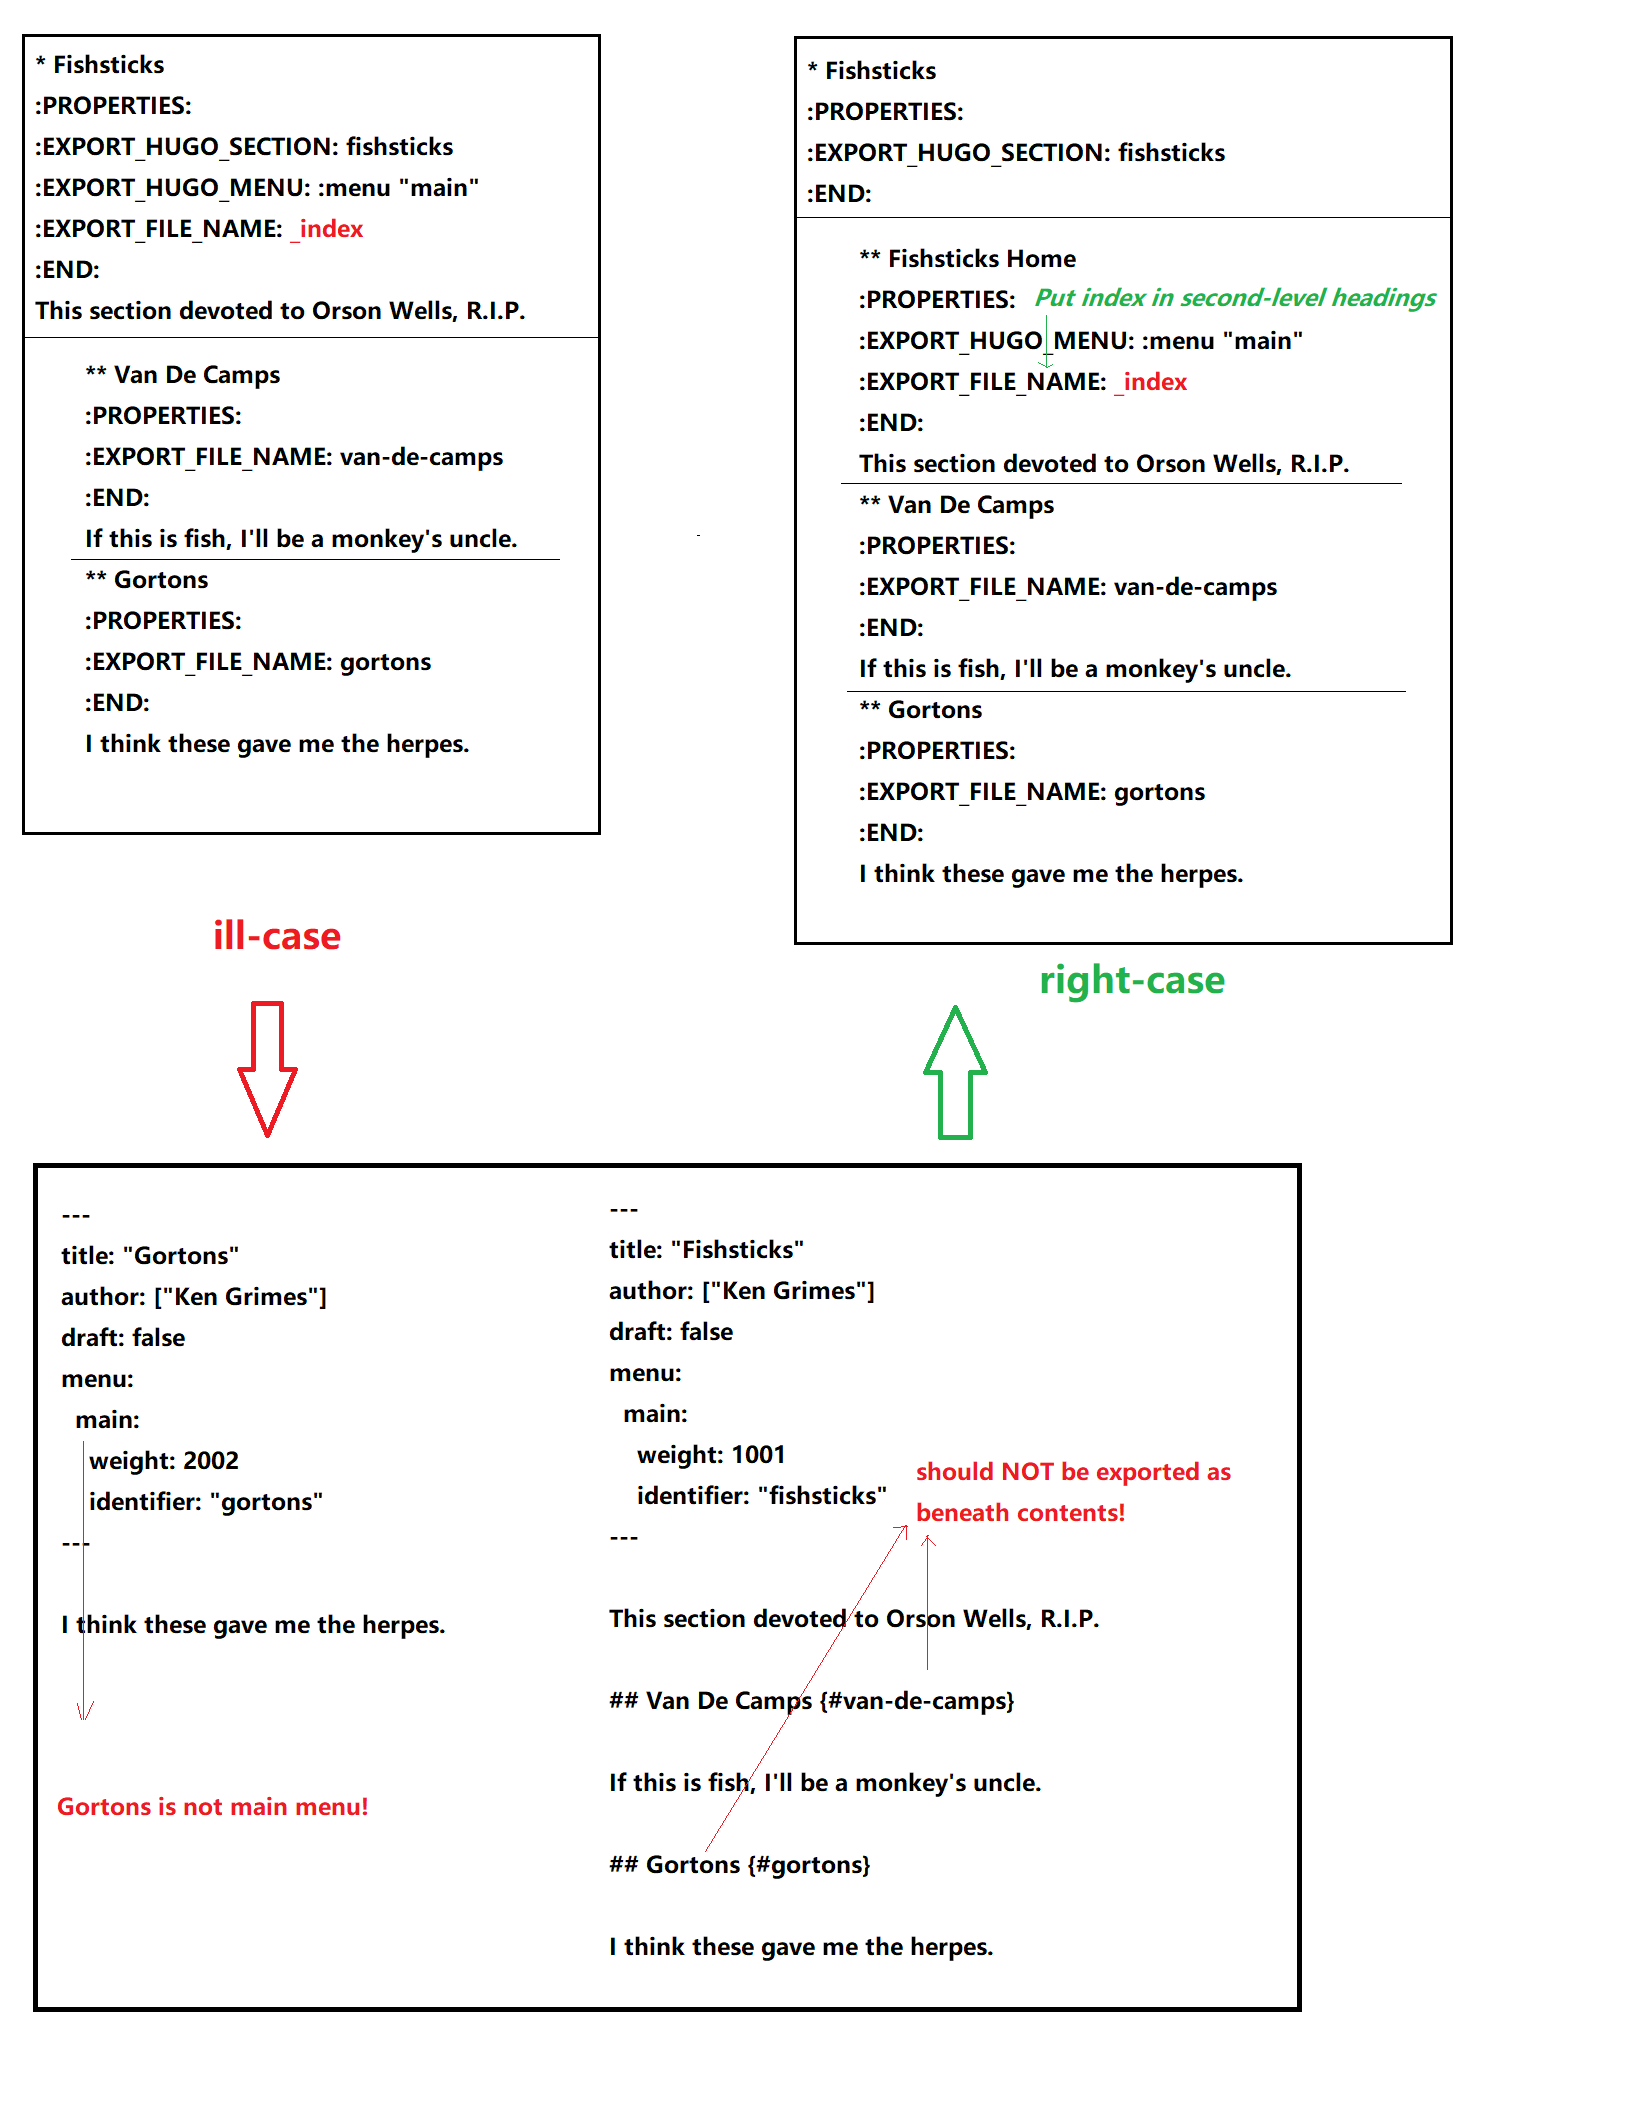 * Fishsticks
:PROPERTIES:
:EXPORT_HUGO_SECTION: fishsticks
:EXPORT_HUGO_MENU: :menu "main"
:EXPORT_FILE_NAME: _index
:END:
This section devoted to Orson Wells, R.I.P.
** Van De Camps
:PROPERTIES:
:EXPORT_FILE_NAME: van-de-camps
:END:
If this is fish, I'll be a monkey's uncle.
** Gortons
:PROPERTIES:
:EXPORT_FILE_NAME: gortons
:END:
I think these gave me the herpes.
ill-case
* Fishsticks
:PROPERTIES:
:EXPORT_HUGO_SECTION: fishsticks
:END:
** Fishsticks Home
:PROPERTIES:
Put index in second-level headings
:EXPORT_HUGO_MENU: :menu "main"
:EXPORT_FILE_NAME: _index
:END:
This section devoted to Orson Wells, R.I.P.
** Van De Camps
:PROPERTIES:
:EXPORT_FILE_NAME: van-de-camps
:END:
If this is fish, I'll be a monkey's uncle.
** Gortons
:PROPERTIES:
:EXPORT_FILE_NAME: gortons
:END:
I think these gave me the herpes.
right-case
---
title: "Gortons"
author: ["Ken Grimes"]
draft: false
menu:
main:
weight: 2002
identifier: "gortons"
---
I think these gave me the herpes.
Gortons is not main menu!
---
title: "Fishsticks"
author: ["Ken Grimes"]
draft: false
menu:
main:
weight: 1001
identifier: "fishsticks"
---
should NOT be exported as
beneath contents!
This section devoted to Orson Wells, R.I.P.
## Van De Camps {#van-de-camps}
If this is fish, I'll be a monkey's uncle.
## Gortons {#gortons}
I think these gave me the herpes.